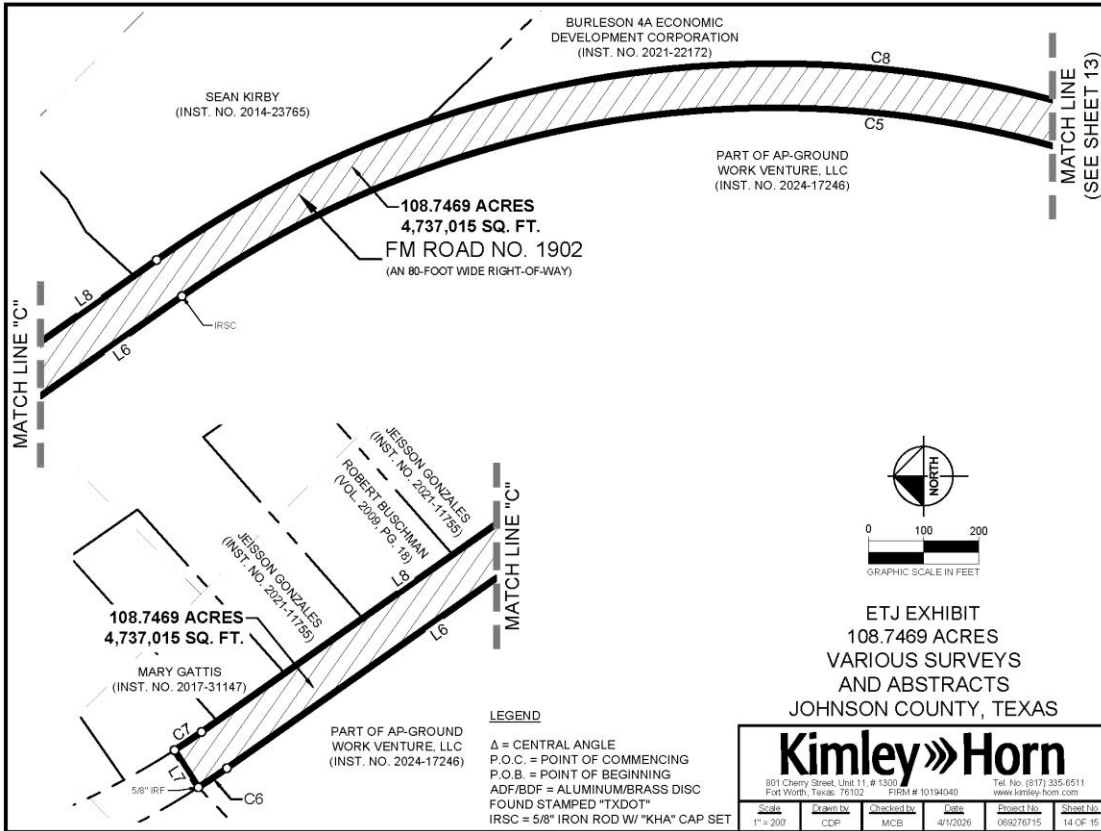 BURLESON 4A ECONOMIC
DEVELOPMENT CORPORATION
(INST. NO. 2021-22172)
C8
SEAN KIRBY
(INST. NO. 2014-23765)
C5
MATCH LINE
(SEE SHEET 13)
PART OF AP-GROUND
WORK VENTURE, LLC
(INST. NO. 2024-17246)
108.7469 ACRES
4,737,015 SQ. FT.
FM ROAD NO. 1902
(AN 80-FOOT WIDE RIGHT-OF-WAY)
L8
IRSC
L6
MATCH LINE "C"
JEISSON GONZALES
(INST. NO. 2021-11755)
ROBERT BUSCHMAN
(VOL. 2009, PG. 18)
JEISSON GONZALES
(INST. NO. 2021-11755)
L8
MATCH LINE "C"
L6
108.7469 ACRES
4,737,015 SQ. FT.
MARY GATTIS
(INST. NO. 2017-31147)
C7
L7
5/8" IRF
C6
PART OF AP-GROUND
WORK VENTURE, LLC
(INST. NO. 2024-17246)
LEGEND
Δ = CENTRAL ANGLE
P.O.C. = POINT OF COMMENCING
P.O.B. = POINT OF BEGINNING
ADF/BDF = ALUMINUM/BRASS DISC
FOUND STAMPED "TXDOT"
IRSC = 5/8" IRON ROD W/ "KHA" CAP SET
NORTH
0 100 200
GRAPHIC SCALE IN FEET
ETJ EXHIBIT
108.7469 ACRES
VARIOUS SURVEYS
AND ABSTRACTS
JOHNSON COUNTY, TEXAS
Kimley»Horn
801 Cherry Street, Unit 11, # 1300 Tel. No. (817) 335-6511
Fort Worth, Texas 76102 FIRM # 10194040 www.kimley-horn.com
Scale Drawn by Checked by Date Project No. Sheet No.
1" = 200' CDP MCB 4/1/2026 069276715 14 OF 15